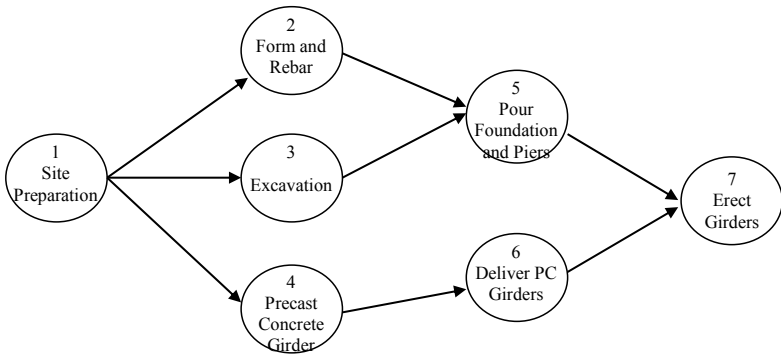 1
Site
Preparation
2
Form and
Rebar
3
Excavation
4
Precast
Concrete
Girder
5
Pour
Foundation
and Piers
6
Deliver PC
Girders
7
Erect
Girders